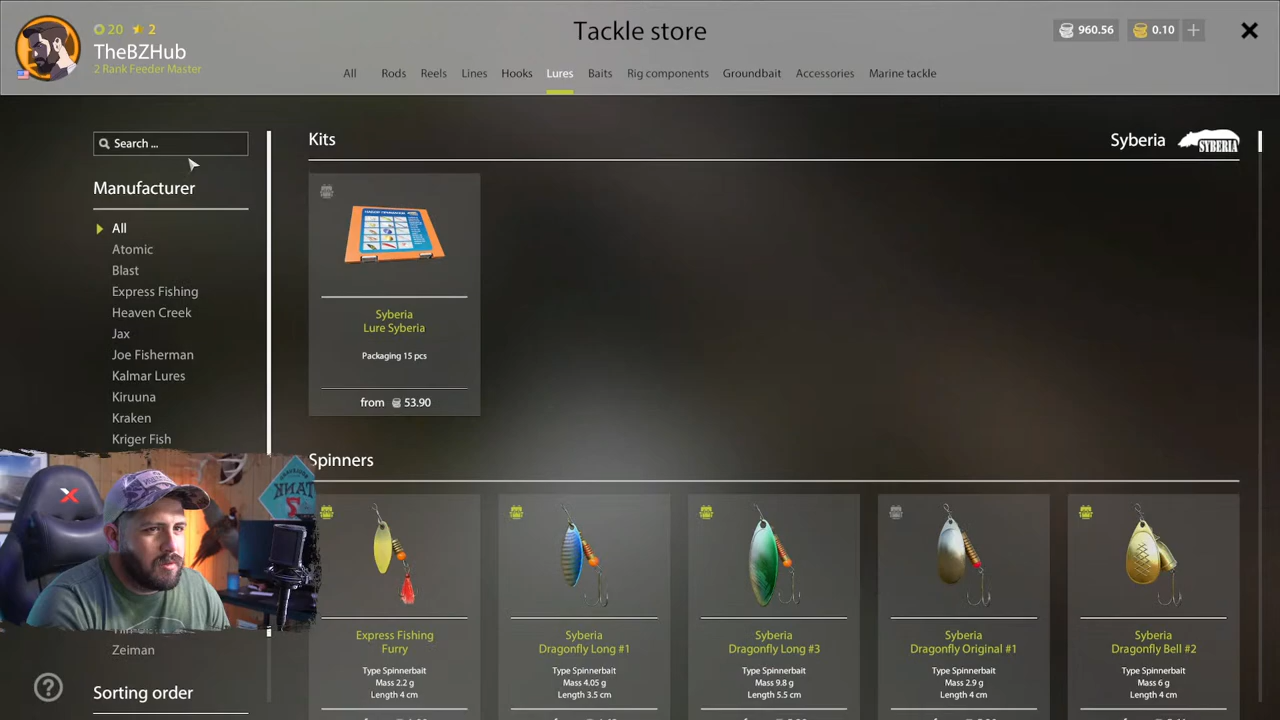 20 2
TheBZHub
2 Rank Feeder Master
Tackle store
960.56
0.10 +
All Rods Reels Lines Hooks Lures Baits Rig components Groundbait Accessories Marine tackle
Search ...
Manufacturer
All
Atomic
Blast
Express Fishing
Heaven Creek
Jax
Joe Fisherman
Kalmar Lures
Kiruuna
Kraken
Kriger Fish
Zeiman
Sorting order
?
Kits
Syberia
SYBERIA
Syberia
Lure Syberia
Packaging 15 pcs
from 53.90
Spinners
Express Fishing
Furry
Type Spinnerbait
Mass 2.2 g
Length 4 cm
Syberia
Dragonfly Long #1
Type Spinnerbait
Mass 4.05 g
Length 3.5 cm
Syberia
Dragonfly Long #3
Type Spinnerbait
Mass 9.8 g
Length 5.5 cm
Syberia
Dragonfly Original #1
Type Spinnerbait
Mass 2.9 g
Length 4 cm
Syberia
Dragonfly Bell #2
Type Spinnerbait
Mass 6 g
Length 4 cm